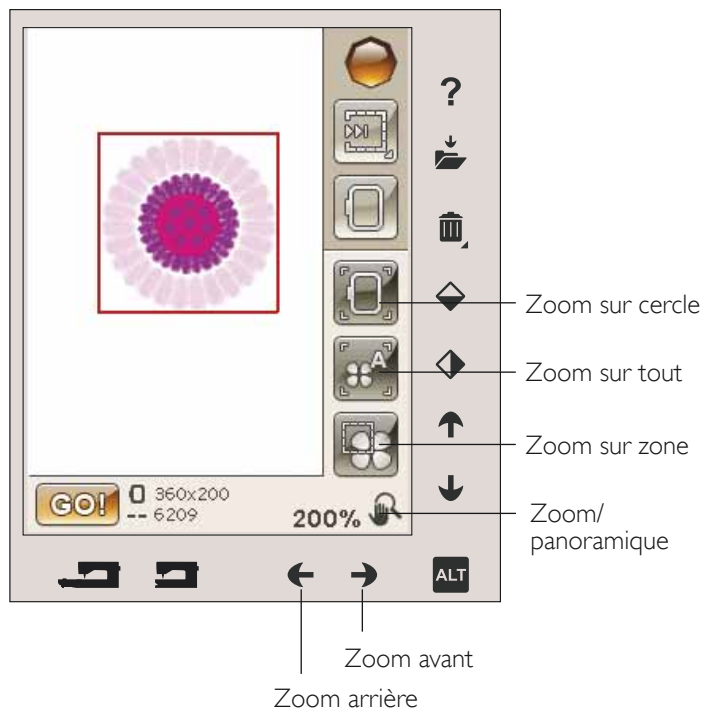 ?
A
Zoom sur cercle
Zoom sur tout
Zoom sur zone
GO! 360x200
-- 6209
200%
Zoom/
panoramique
ALT
Zoom avant
Zoom arrière